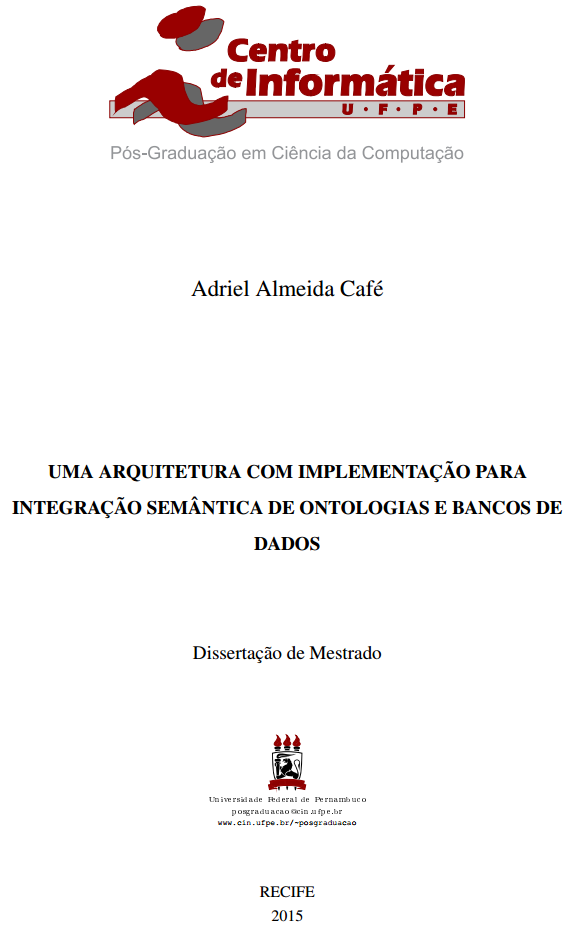 Centro
de Informática
U · F · P · E
Pós-Graduação em Ciência da Computação
Adriel Almeida Café
UMA ARQUITETURA COM IMPLEMENTAÇÃO PARA
INTEGRAÇÃO SEMÂNTICA DE ONTOLOGIAS E BANCOS DE
DADOS
Dissertação de Mestrado
Universidade Federal de Pernambuco
posgraduacao@cin.ufpe.br
www.cin.ufpe.br/~posgraduacao
RECIFE
2015